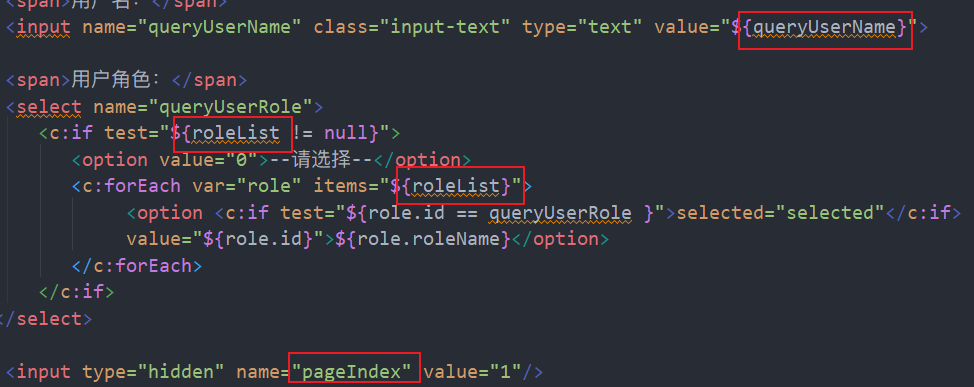 <span>用户名：</span>
<input name="queryUserName" class="input-text" type="text" value="${queryUserName}">
<span>用户角色：</span>
<select name="queryUserRole">
<c:if test="${roleList != null}">
<option value="0">--请选择--</option>
<c:forEach var="role" items="${roleList}">
<option <c:if test="${role.id == queryUserRole }">selected="selected"</c:if>
value="${role.id}">${role.roleName}</option>
</c:forEach>
</c:if>
</select>
<input type="hidden" name="pageIndex" value="1"/>